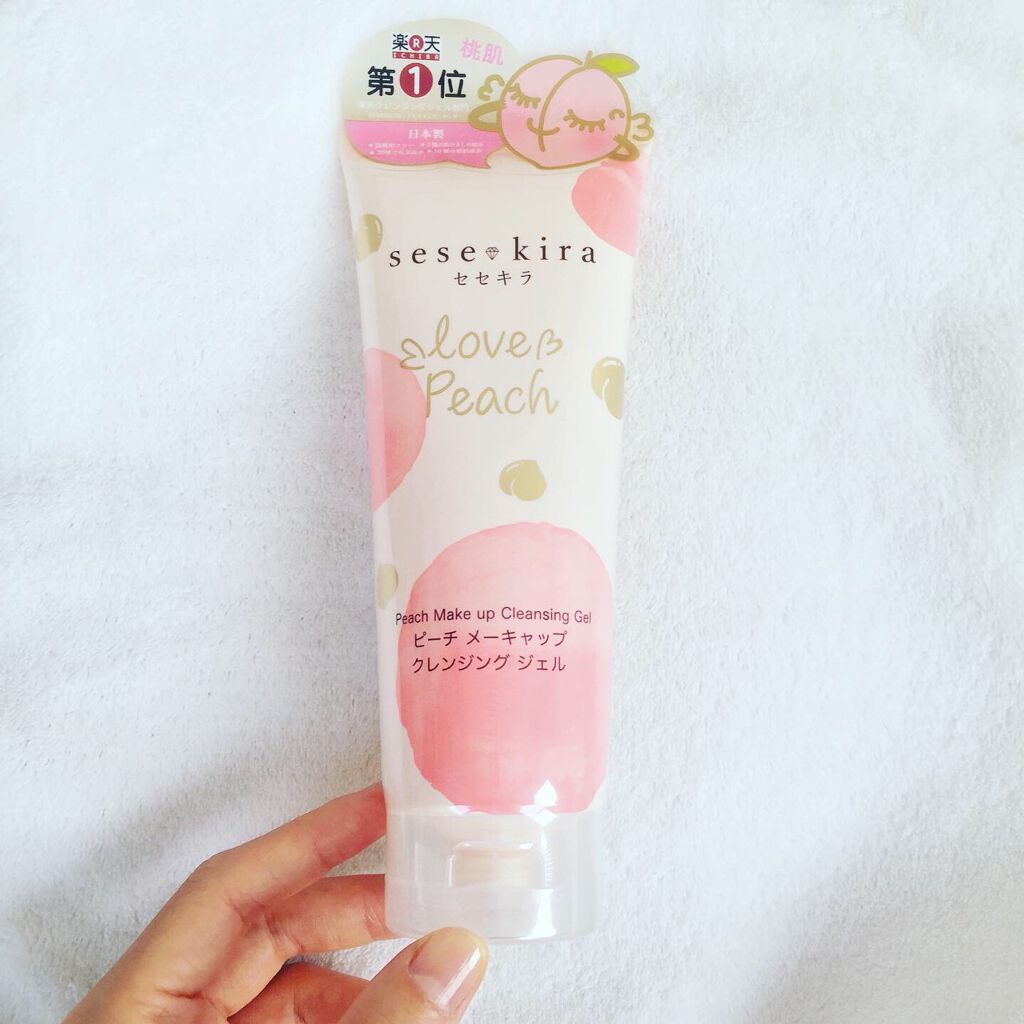 楽R天
ICHIBA
桃肌
第1位
日本製
sese kira
セセキラ
love
Peach
Peach Make up Cleansing Gel
ピーチ メーキャップ
クレンジング ジェル